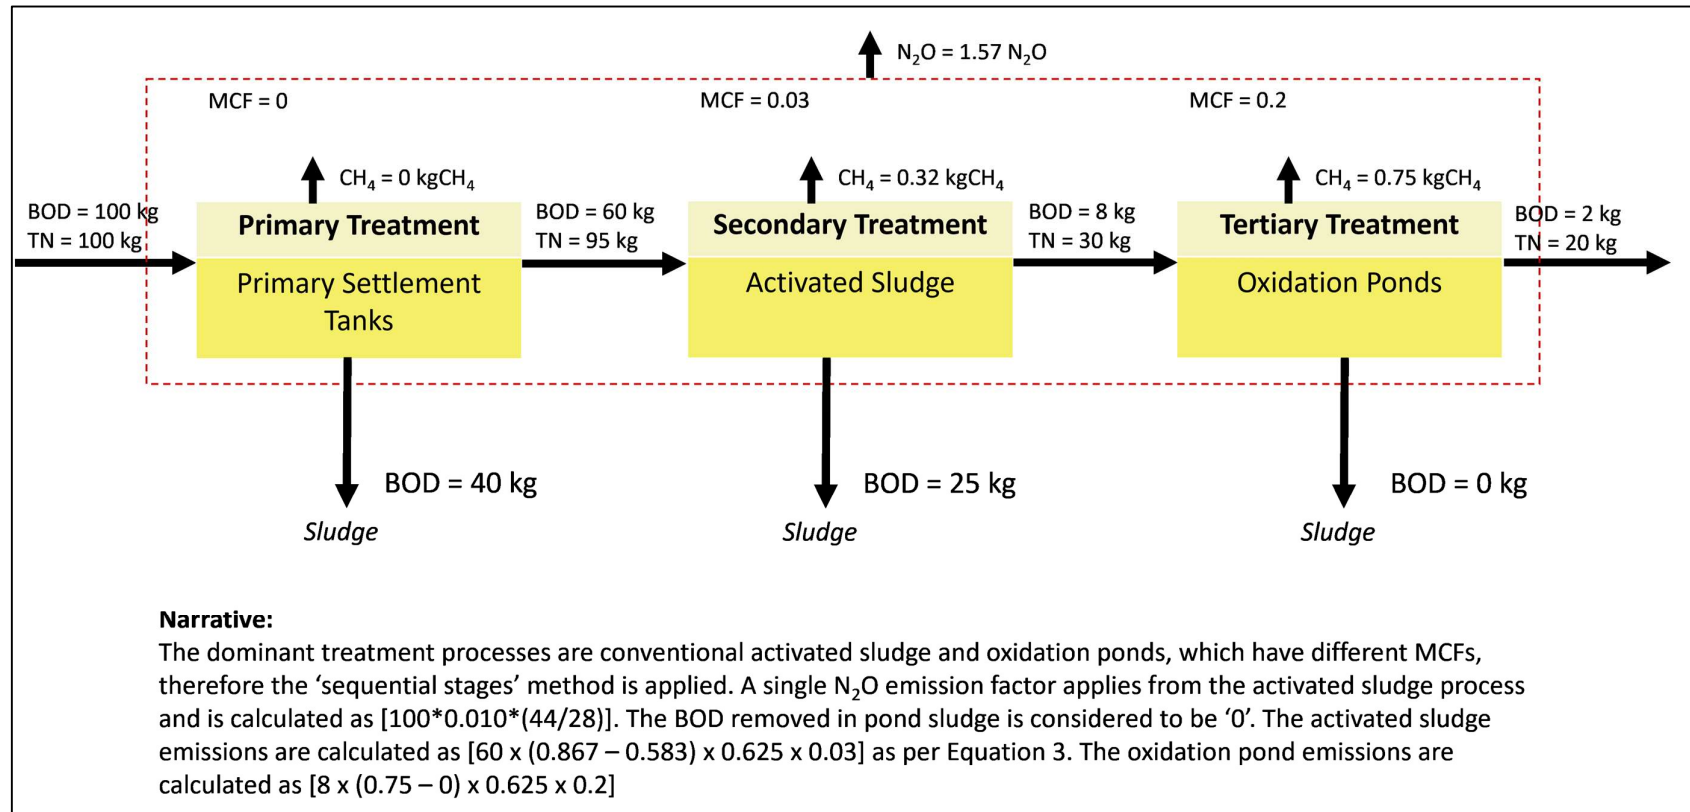 N₂O = 1.57 N₂O
MCF = 0
MCF = 0.03
MCF = 0.2
CH₄ = 0 kgCH₄
CH₄ = 0.32 kgCH₄
CH₄ = 0.75 kgCH₄
BOD = 100 kg
TN = 100 kg
Primary Treatment
Primary Settlement
Tanks
BOD = 60 kg
TN = 95 kg
Secondary Treatment
Activated Sludge
BOD = 8 kg
TN = 30 kg
Tertiary Treatment
Oxidation Ponds
BOD = 2 kg
TN = 20 kg
BOD = 40 kg
Sludge
BOD = 25 kg
Sludge
BOD = 0 kg
Sludge
Narrative:
The dominant treatment processes are conventional activated sludge and oxidation ponds, which have different MCFs,
therefore the ‘sequential stages’ method is applied. A single N₂O emission factor applies from the activated sludge process
and is calculated as [100*0.010*(44/28)]. The BOD removed in pond sludge is considered to be ‘0’. The activated sludge
emissions are calculated as [60 x (0.867 – 0.583) x 0.625 x 0.03] as per Equation 3. The oxidation pond emissions are
calculated as [8 x (0.75 – 0) x 0.625 x 0.2]